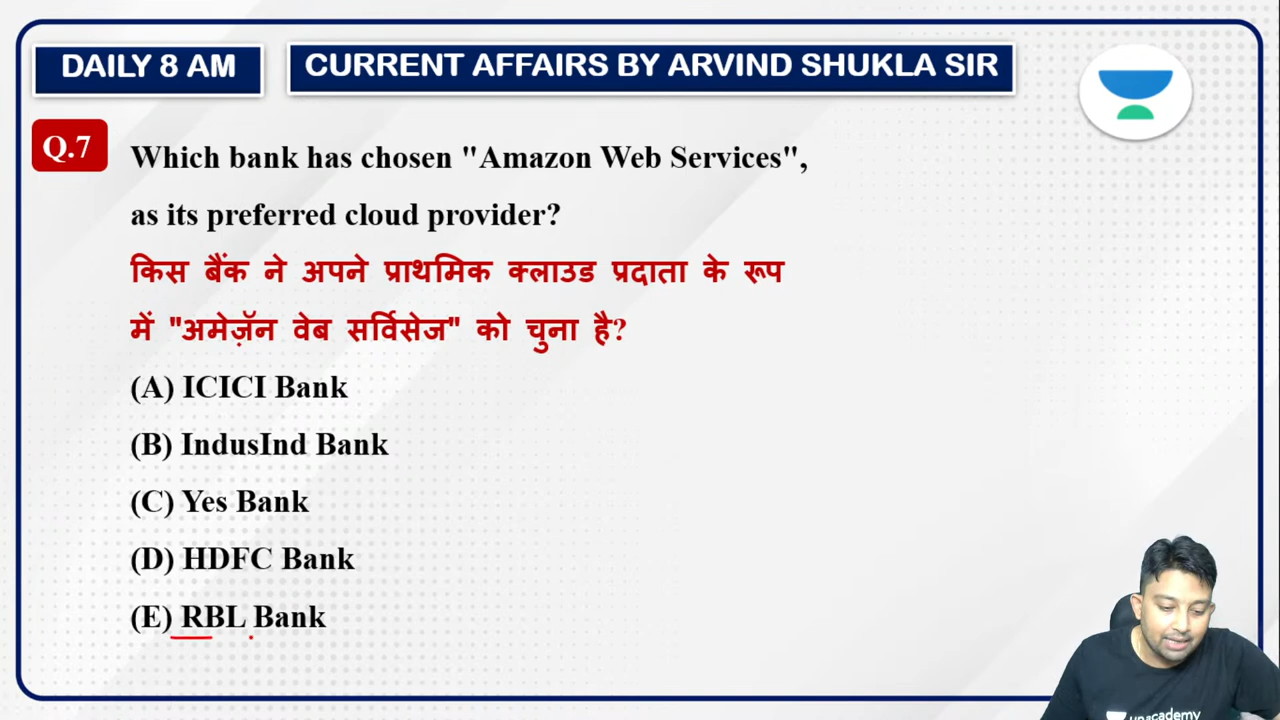 DAILY 8 AM
CURRENT AFFAIRS BY ARVIND SHUKLA SIR
Q.7
Which bank has chosen "Amazon Web Services",
as its preferred cloud provider?
किस बैंक ने अपने प्राथमिक क्लाउड प्रदाता के रूप
में "अमेज़ॅन वेब सर्विसेज" को चुना है?
(A) ICICI Bank
(B) IndusInd Bank
(C) Yes Bank
(D) HDFC Bank
(E) RBL Bank
unacademy